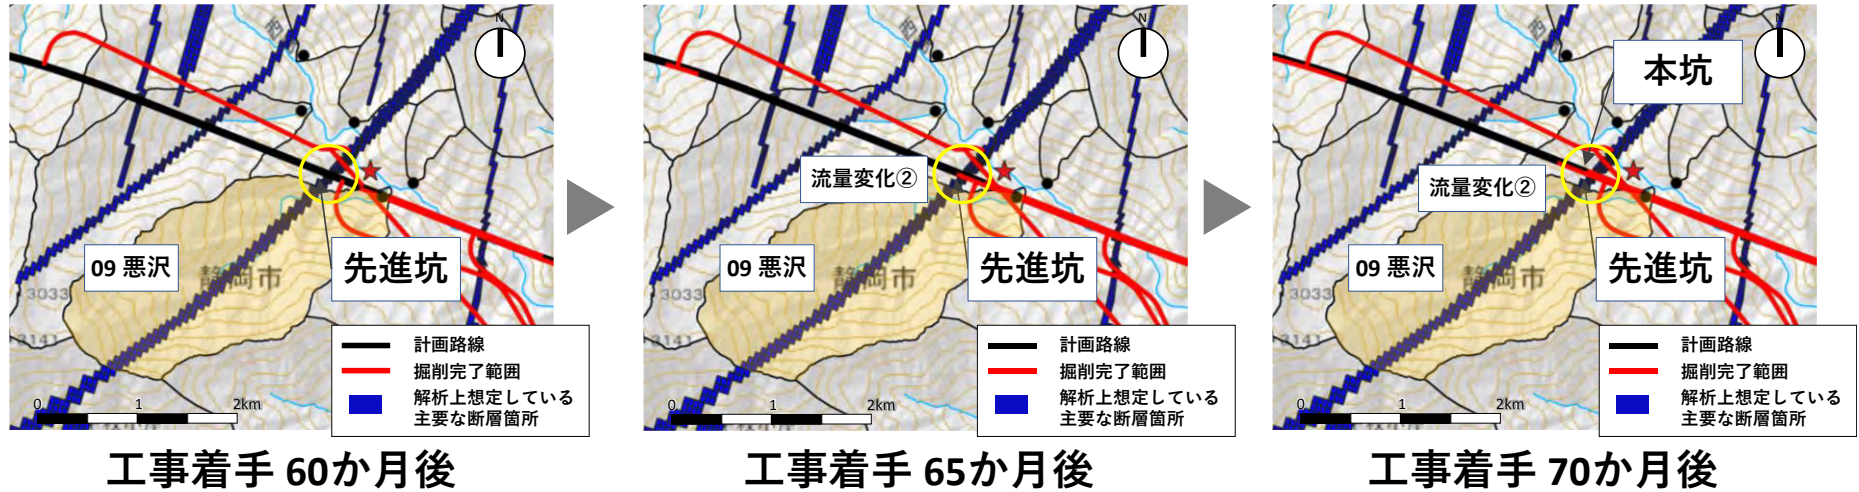 N
09 悪沢
静岡市
先進坑
3033
3141
計画路線
掘削完了範囲
解析上想定している
主要な断層箇所
0 1 2km
工事着手 60か月後
N
流量変化②
09 悪沢
静岡市
先進坑
3033
3141
計画路線
掘削完了範囲
解析上想定している
主要な断層箇所
0 1 2km
工事着手 65か月後
N
本坑
流量変化②
09 悪沢
静岡市
先進坑
3033
3141
計画路線
掘削完了範囲
解析上想定している
主要な断層箇所
0 1 2km
工事着手 70か月後